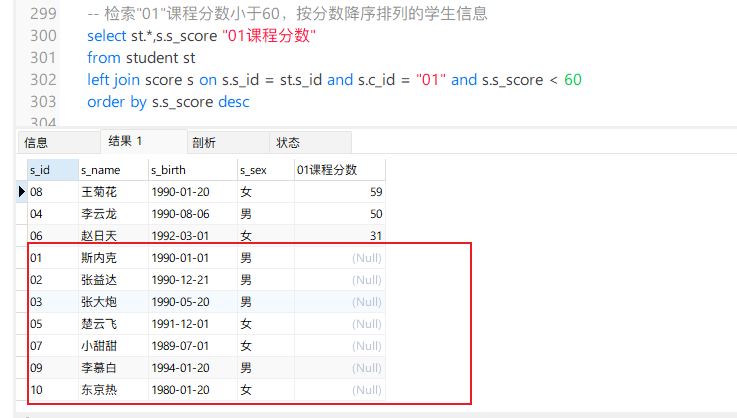 299 -- 检索"01"课程分数小于60，按分数降序排列的学生信息
300 select st.*,s.s_score "01课程分数"
301 from student st
302 left join score s on s.s_id = st.s_id and s.c_id = "01" and s.s_score < 60
303 order by s.s_score desc
304
信息 结果 1 剖析 状态
s_id s_name s_birth s_sex 01课程分数
08 王菊花 1990-01-20 女 59
04 李云龙 1990-08-06 男 50
06 赵日天 1992-03-01 女 31
01 斯内克 1990-01-01 男 (Null)
02 张益达 1990-12-21 男 (Null)
03 张大炮 1990-05-20 男 (Null)
05 楚云飞 1991-12-01 女 (Null)
07 小甜甜 1989-07-01 女 (Null)
09 李慕白 1994-01-20 男 (Null)
10 东京热 1980-01-20 女 (Null)